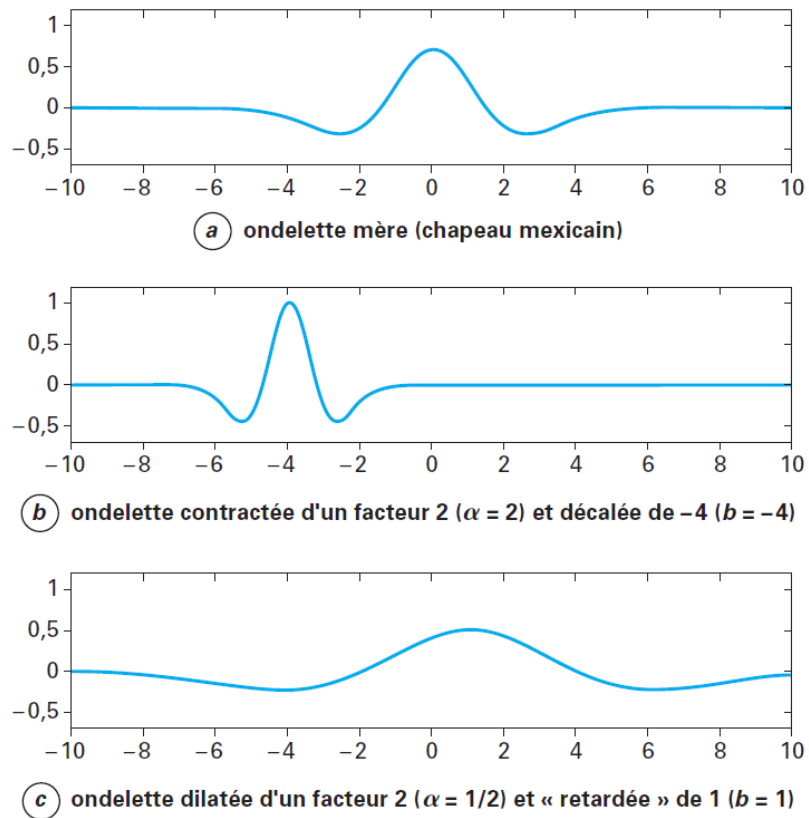 1
0,5
0
−0,5
−10 −8 −6 −4 −2 0 2 4 6 8 10
a ondelette mère (chapeau mexicain)
1
0,5
0
−0,5
−10 −8 −6 −4 −2 0 2 4 6 8 10
b ondelette contractée d'un facteur 2 (α = 2) et décalée de −4 (b = −4)
1
0,5
0
−0,5
−10 −8 −6 −4 −2 0 2 4 6 8 10
c ondelette dilatée d'un facteur 2 (α = 1/2) et « retardée » de 1 (b = 1)